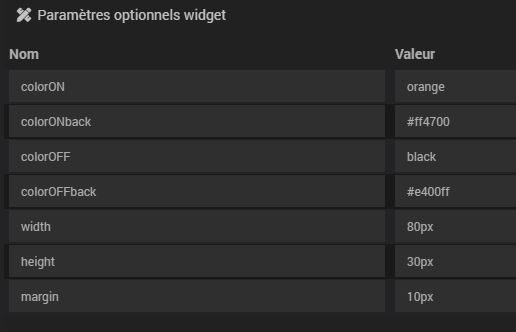 Paramètres optionnels widget
Nom Valeur
colorON orange
colorONback #ff4700
colorOFF black
colorOFFback #e400ff
width 80px
height 30px
margin 10px